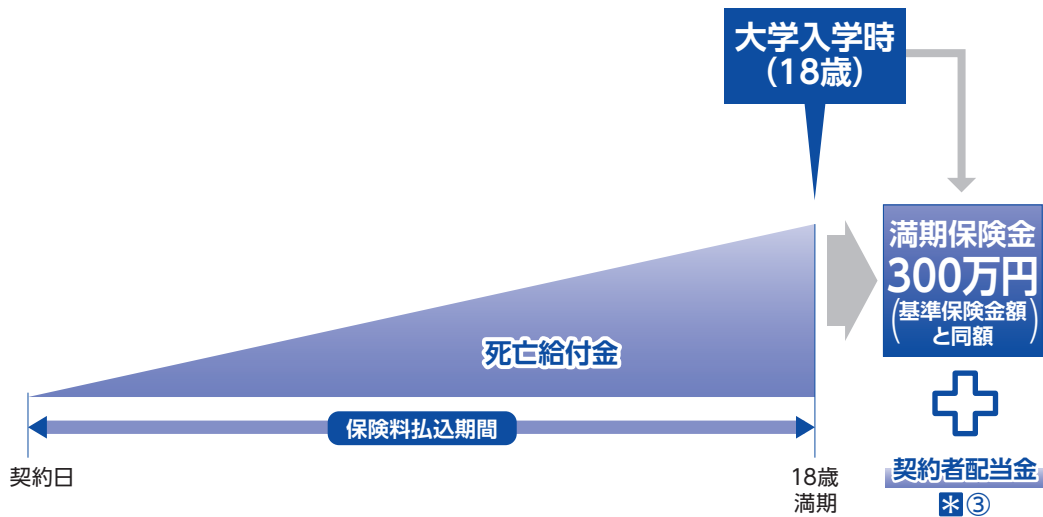 大学入学時
（18歳）
満期保険金
300万円
（基準保険金額
と同額）
死亡給付金
保険料払込期間
契約日
18歳
満期
契約者配当金
＊③